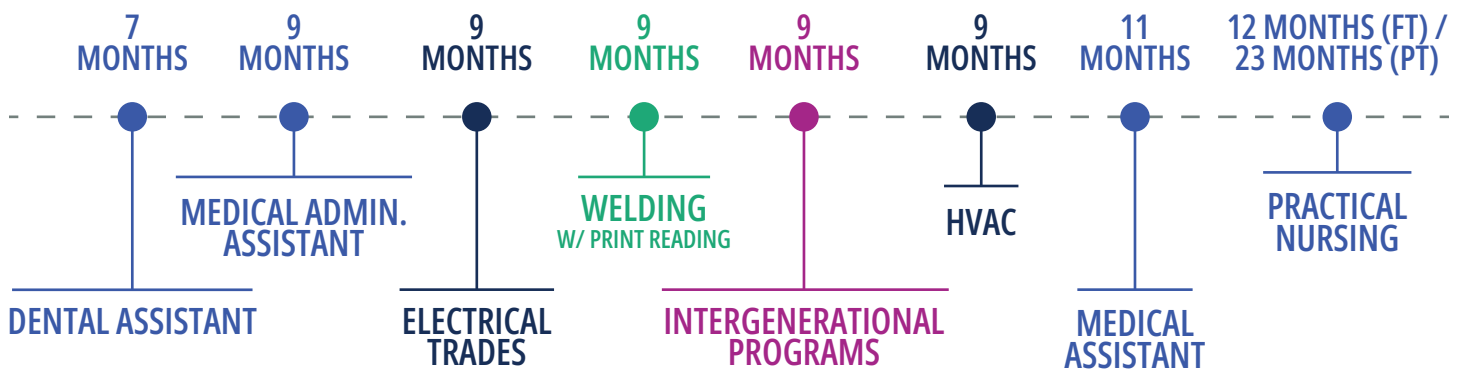 7
MONTHS
9
MONTHS
9
MONTHS
9
MONTHS
9
MONTHS
9
MONTHS
11
MONTHS
12 MONTHS (FT) /
23 MONTHS (PT)
DENTAL ASSISTANT
MEDICAL ADMIN.
ASSISTANT
ELECTRICAL
TRADES
WELDING
W/ PRINT READING
INTERGENERATIONAL
PROGRAMS
HVAC
MEDICAL
ASSISTANT
PRACTICAL
NURSING